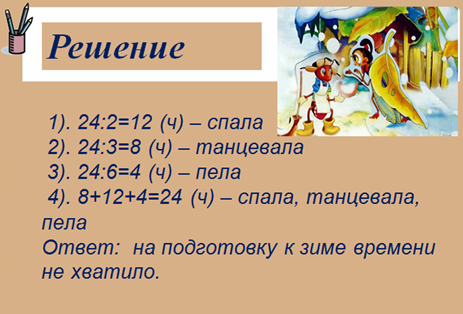 Решение
1). 24:2=12 (ч) – спала
2). 24:3=8 (ч) – танцевала
3). 24:6=4 (ч) – пела
4). 8+12+4=24 (ч) – спала, танцевала,
пела
Ответ: на подготовку к зиме времени
не хватило.